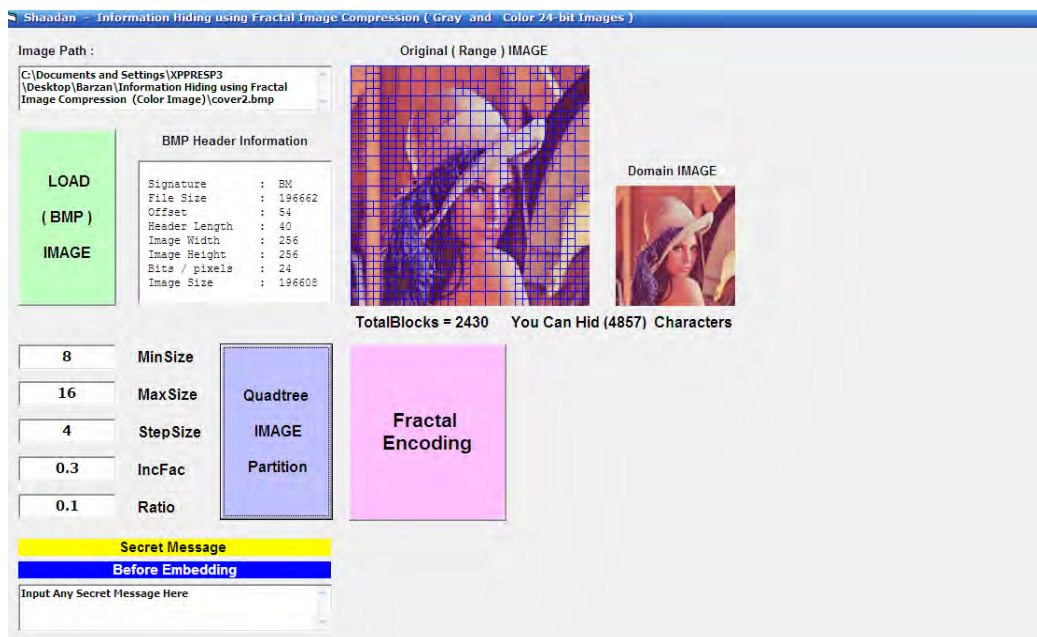 Shaadan - Information Hiding using Fractal Image Compression ( Gray and Color 24-bit Images )
Image Path :
C:\Documents and Settings\XPPRESP3
\Desktop\Barzan\Information Hiding using Fractal
Image Compression (Color Image)\cover2.bmp
Original ( Range ) IMAGE
LOAD
( BMP )
IMAGE
BMP Header Information
Signature : BM
File Size : 196662
Offset : 54
Header Length : 40
Image Width : 256
Image Height : 256
Bits / pixels : 24
Image Size : 196608
Domain IMAGE
TotalBlocks = 2430 You Can Hid (4857) Characters
8 MinSize
16 MaxSize
4 StepSize
0.3 IncFac
0.1 Ratio
Quadtree
IMAGE
Partition
Fractal
Encoding
Secret Message
Before Embedding
Input Any Secret Message Here